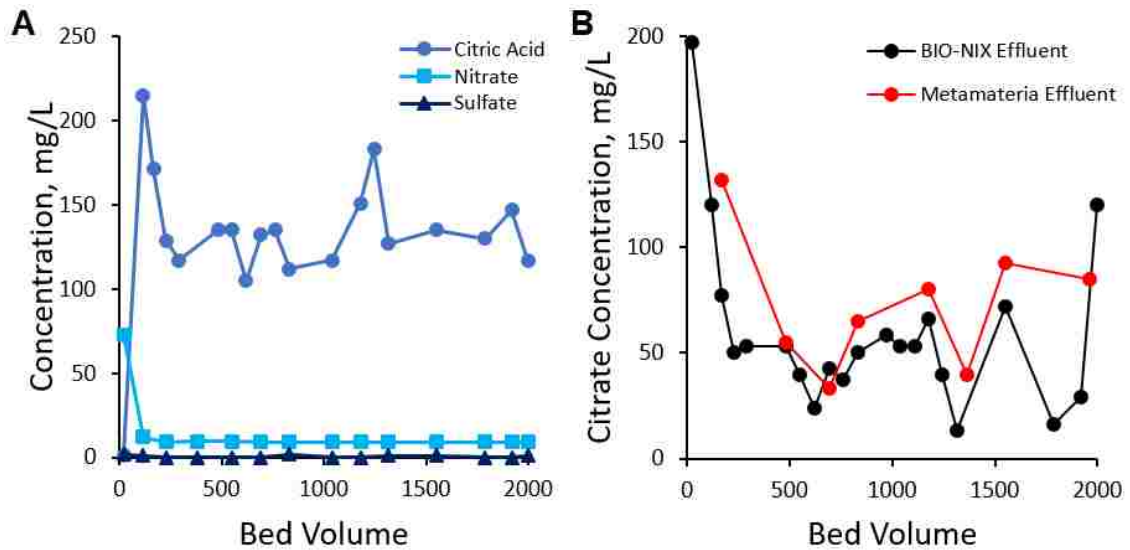 A
Concentration, mg/L
250
200
150
100
50
0
0
500
1000
1500
2000
Bed Volume
Citric Acid
Nitrate
Sulfate
B
Citrate Concentration, mg/L
200
150
100
50
0
0
500
1000
1500
2000
Bed Volume
BIO-NIX Effluent
Metamateria Effluent